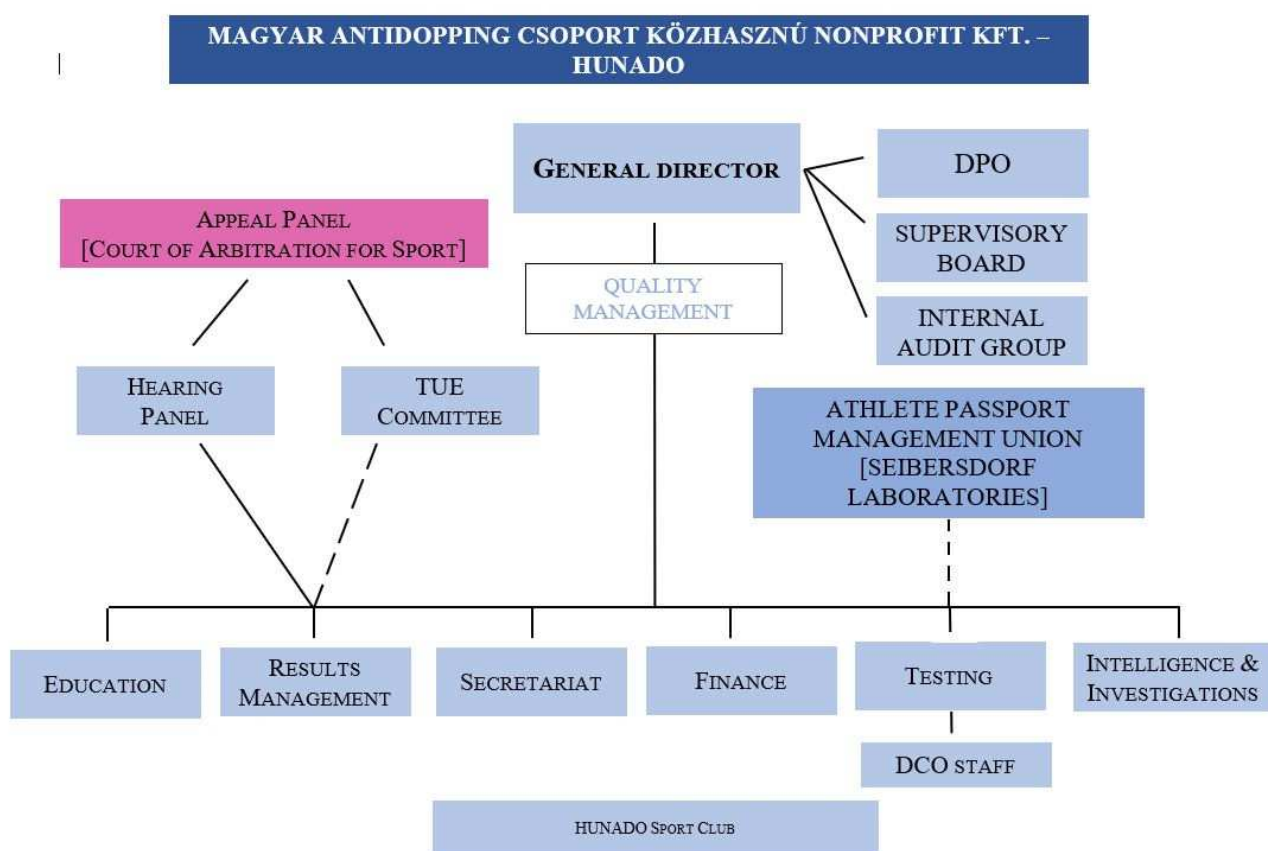 MAGYAR ANTIDOPPING CSOPORT KÖZHASZNÚ NONPROFIT KFT. –
HUNADO
GENERAL DIRECTOR
DPO
SUPERVISORY
BOARD
INTERNAL
AUDIT GROUP
APPEAL PANEL
[COURT OF ARBITRATION FOR SPORT]
QUALITY
MANAGEMENT
HEARING
PANEL
TUE
COMMITTEE
ATHLETE PASSPORT
MANAGEMENT UNION
[SEIBERSDORF
LABORATORIES]
EDUCATION
RESULTS
MANAGEMENT
SECRETARIAT
FINANCE
TESTING
INTELLIGENCE &
INVESTIGATIONS
DCO STAFF
HUNADO SPORT CLUB